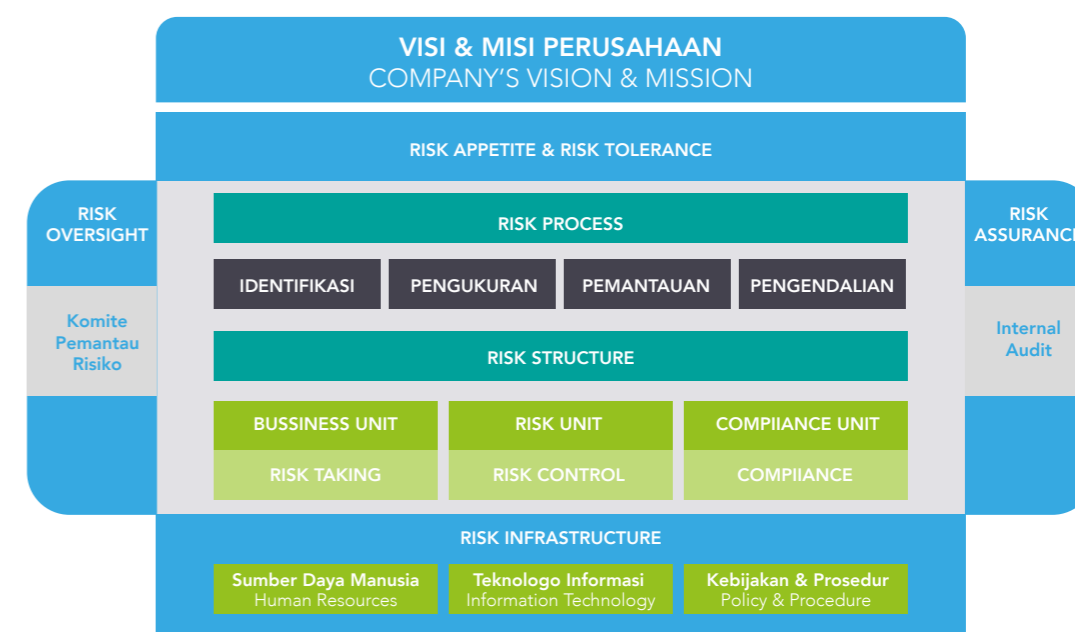 VISI & MISI PERUSAHAAN
COMPANY'S VISION & MISSION
RISK APPETITE & RISK TOLERANCE
RISK
OVERSIGHT
Komite
Pemantau
Risiko
RISK PROCESS
IDENTIFIKASI
PENGUKURAN
PEMANTAUAN
PENGENDALIAN
RISK STRUCTURE
BUSSINESS UNIT
RISK UNIT
COMPIIANCE UNIT
RISK TAKING
RISK CONTROL
COMPIIANCE
RISK
ASSURANCE
Internal
Audit
RISK INFRASTRUCTURE
Sumber Daya Manusia
Human Resources
Teknologo Informasi
Information Technology
Kebijakan & Prosedur
Policy & Procedure